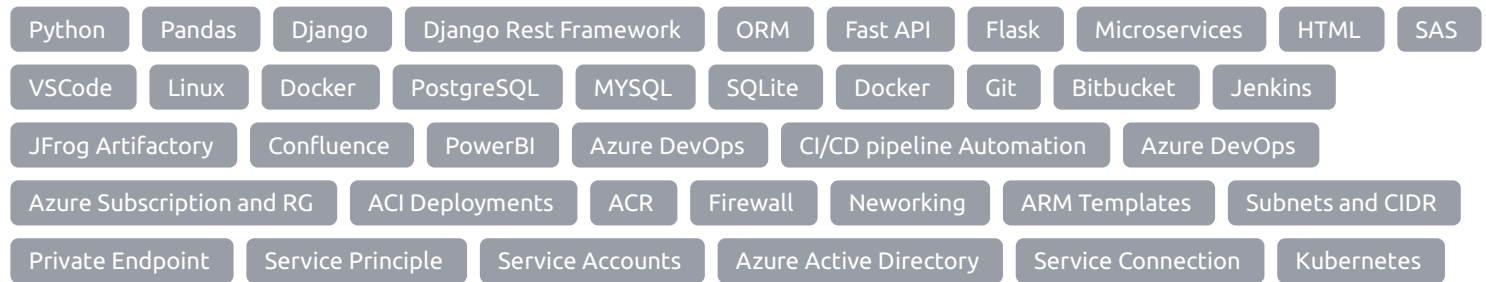 Python Pandas Django Django Rest Framework ORM Fast API Flask Microservices HTML SAS
VSCode Linux Docker PostgreSQL MYSQL SQLite Docker Git Bitbucket Jenkins
JFrog Artifactory Confluence PowerBI Azure DevOps CI/CD pipeline Automation Azure DevOps
Azure Subscription and RG ACI Deployments ACR Firewall Neworking ARM Templates Subnets and CIDR
Private Endpoint Service Principle Service Accounts Azure Active Directory Service Connection Kubernetes